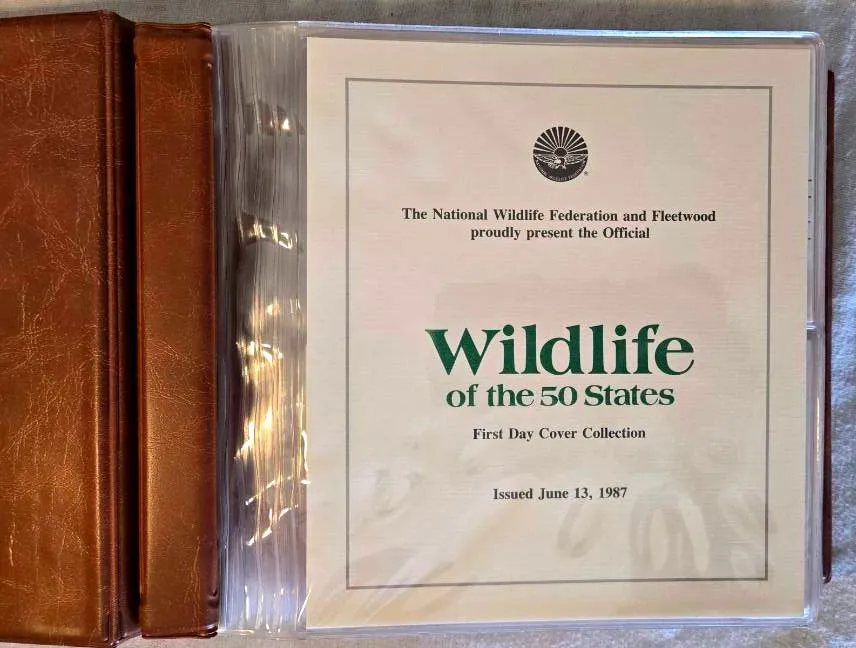 The National Wildlife Federation and Fleetwood
proudly present the Official
Wildlife
of the 50 States
First Day Cover Collection
Issued June 13, 1987